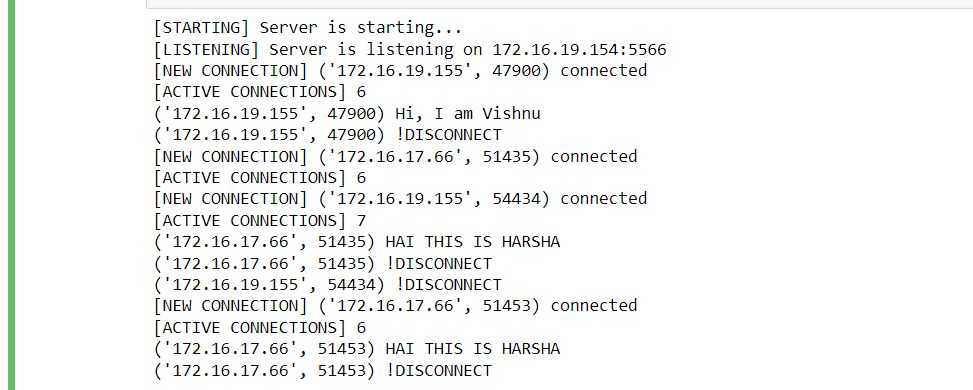 [STARTING] Server is starting...
[LISTENING] Server is listening on 172.16.19.154:5566
[NEW CONNECTION] ('172.16.19.155', 47900) connected
[ACTIVE CONNECTIONS] 6
('172.16.19.155', 47900) Hi, I am Vishnu
('172.16.19.155', 47900) !DISCONNECT
[NEW CONNECTION] ('172.16.17.66', 51435) connected
[ACTIVE CONNECTIONS] 6
[NEW CONNECTION] ('172.16.19.155', 54434) connected
[ACTIVE CONNECTIONS] 7
('172.16.17.66', 51435) HAI THIS IS HARSHA
('172.16.17.66', 51435) !DISCONNECT
('172.16.19.155', 54434) !DISCONNECT
[NEW CONNECTION] ('172.16.17.66', 51453) connected
[ACTIVE CONNECTIONS] 6
('172.16.17.66', 51453) HAI THIS IS HARSHA
('172.16.17.66', 51453) !DISCONNECT